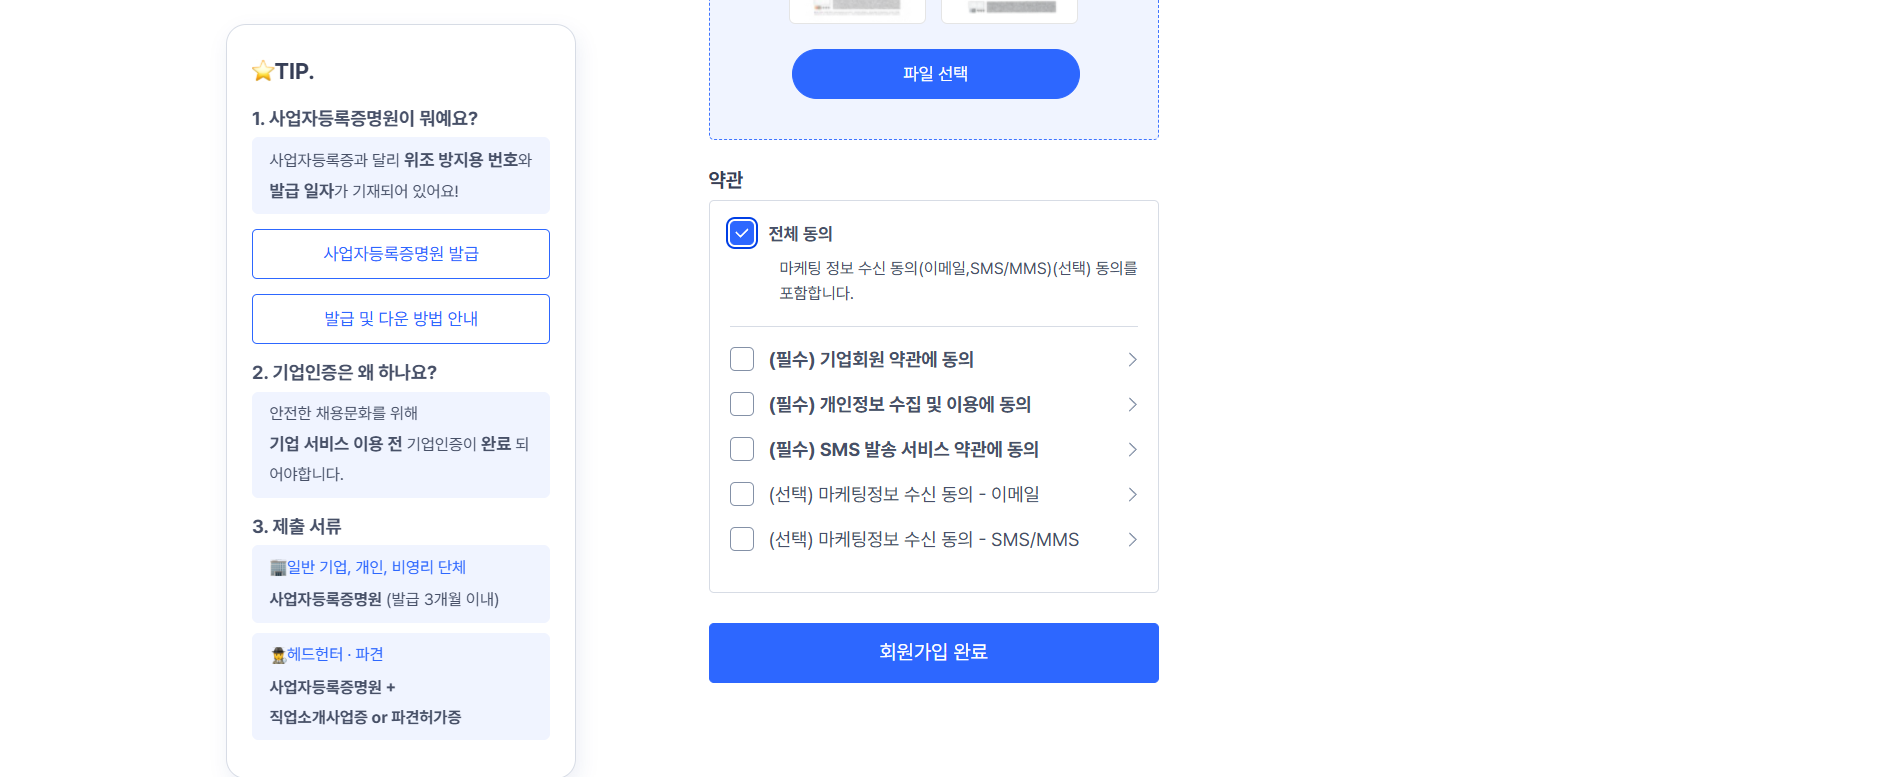 ⭐TIP.
1. 사업자등록증명원이 뭐예요?
사업자등록증과 달리 위조 방지용 번호와
발급 일자가 기재되어 있어요!
사업자등록증명원 발급
발급 및 다운 방법 안내
2. 기업인증은 왜 하나요?
안전한 채용문화를 위해
기업 서비스 이용 전 기업인증이 완료 되
어야합니다.
3. 제출 서류
🏢일반 기업, 개인, 비영리 단체
사업자등록증명원 (발급 3개월 이내)
🕵헤드헌터 · 파견
사업자등록증명원 +
직업소개사업증 or 파견허가증
파일 선택
약관
전체 동의
마케팅 정보 수신 동의(이메일,SMS/MMS)(선택) 동의를
포함합니다.
(필수) 기업회원 약관에 동의
(필수) 개인정보 수집 및 이용에 동의
(필수) SMS 발송 서비스 약관에 동의
(선택) 마케팅정보 수신 동의 - 이메일
(선택) 마케팅정보 수신 동의 - SMS/MMS
회원가입 완료